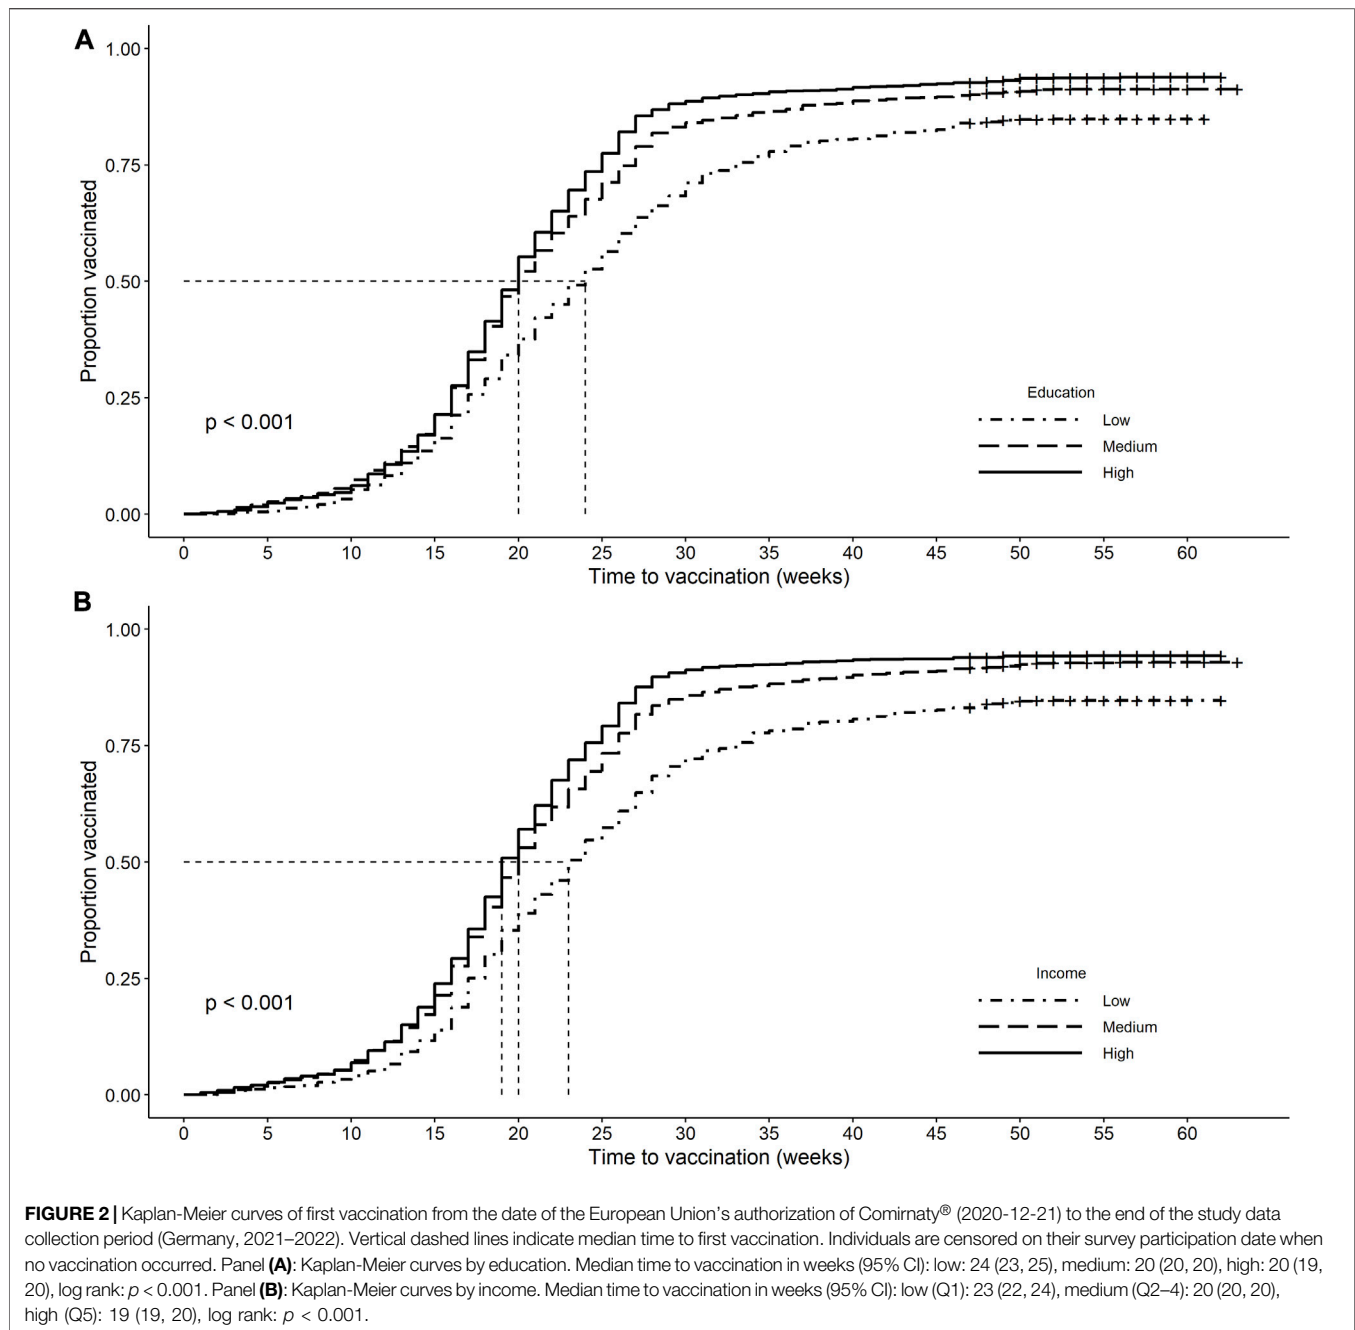 A
1.00
0.75
0.50
0.25
0.00
Proportion vaccinated
p < 0.001
Education
Low
Medium
High
0 5 10 15 20 25 30 35 40 45 50 55 60
Time to vaccination (weeks)
B
1.00
0.75
0.50
0.25
0.00
Proportion vaccinated
p < 0.001
Income
Low
Medium
High
0 5 10 15 20 25 30 35 40 45 50 55 60
Time to vaccination (weeks)
FIGURE 2 | Kaplan-Meier curves of first vaccination from the date of the European Union's authorization of Comirnaty® (2020-12-21) to the end of the study data
collection period (Germany, 2021–2022). Vertical dashed lines indicate median time to first vaccination. Individuals are censored on their survey participation date when
no vaccination occurred. Panel (A): Kaplan-Meier curves by education. Median time to vaccination in weeks (95% CI): low: 24 (23, 25), medium: 20 (20, 20), high: 20 (19,
20), log rank: p < 0.001. Panel (B): Kaplan-Meier curves by income. Median time to vaccination in weeks (95% CI): low (Q1): 23 (22, 24), medium (Q2–4): 20 (20, 20),
high (Q5): 19 (19, 20), log rank: p < 0.001.